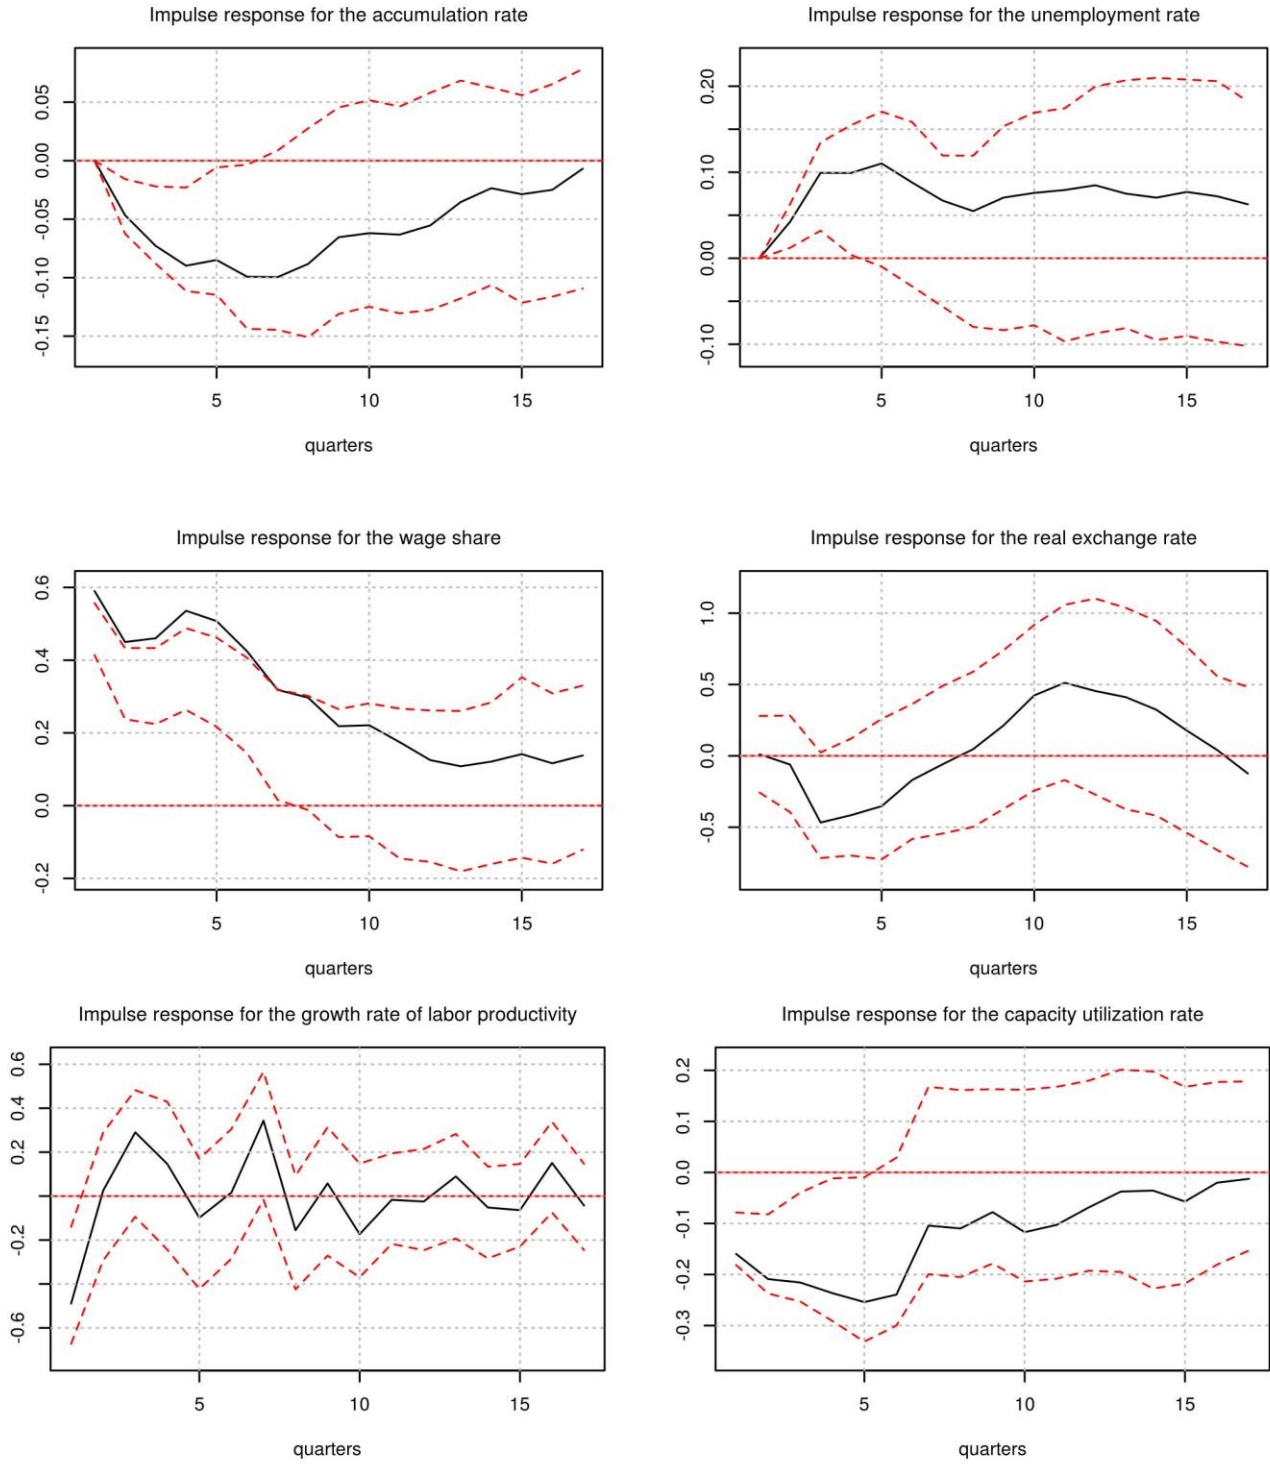 Impulse response for the accumulation rate
0.05
0.00
-0.05
-0.10
-0.15
5 10 15
quarters
Impulse response for the unemployment rate
0.20
0.10
0.00
-0.10
5 10 15
quarters
Impulse response for the wage share
0.6
0.4
0.2
0.0
-0.2
5 10 15
quarters
Impulse response for the real exchange rate
1.0
0.5
0.0
-0.5
5 10 15
quarters
Impulse response for the growth rate of labor productivity
0.6
0.4
0.2
-0.2
-0.6
5 10 15
quarters
Impulse response for the capacity utilization rate
0.2
0.1
0.0
-0.1
-0.2
-0.3
5 10 15
quarters